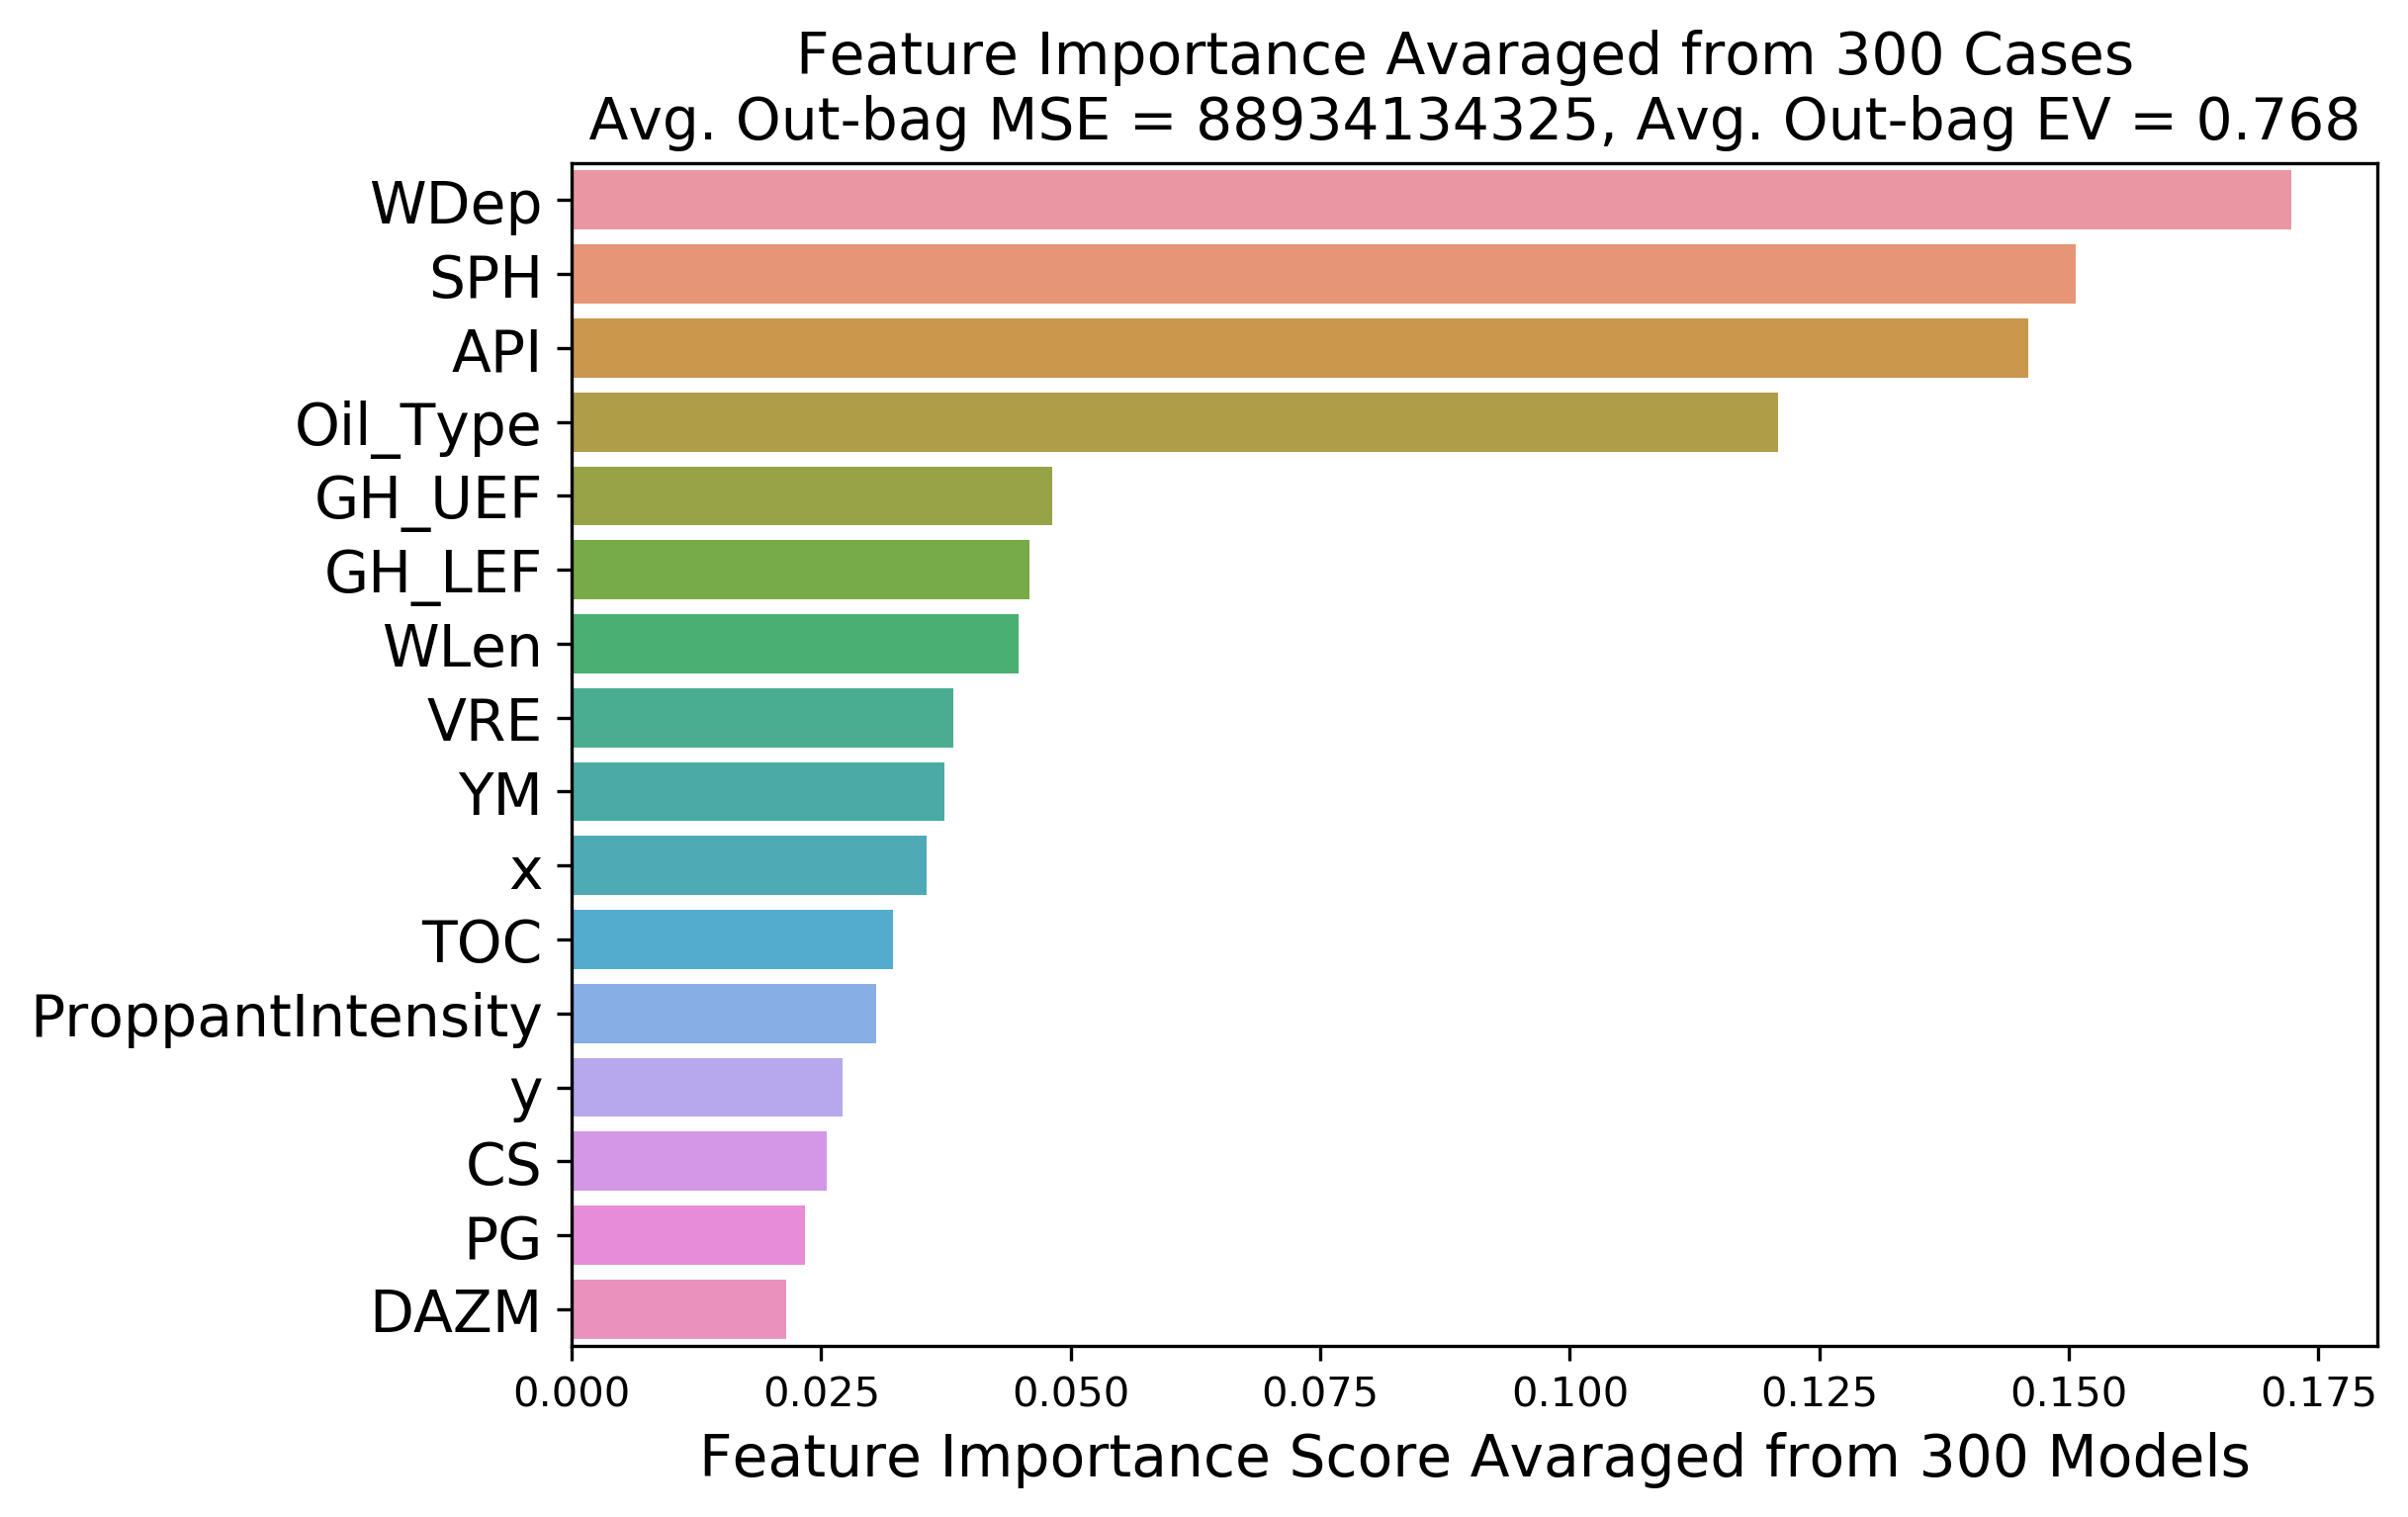 Feature Importance Avaraged from 300 Cases
Avg. Out-bag MSE = 88934134325, Avg. Out-bag EV = 0.768
WDep
SPH
API
Oil_Type
GH_UEF
GH_LEF
WLen
VRE
YM
x
TOC
ProppantIntensity
y
CS
PG
DAZM
0.000 0.025 0.050 0.075 0.100 0.125 0.150 0.175
Feature Importance Score Avaraged from 300 Models